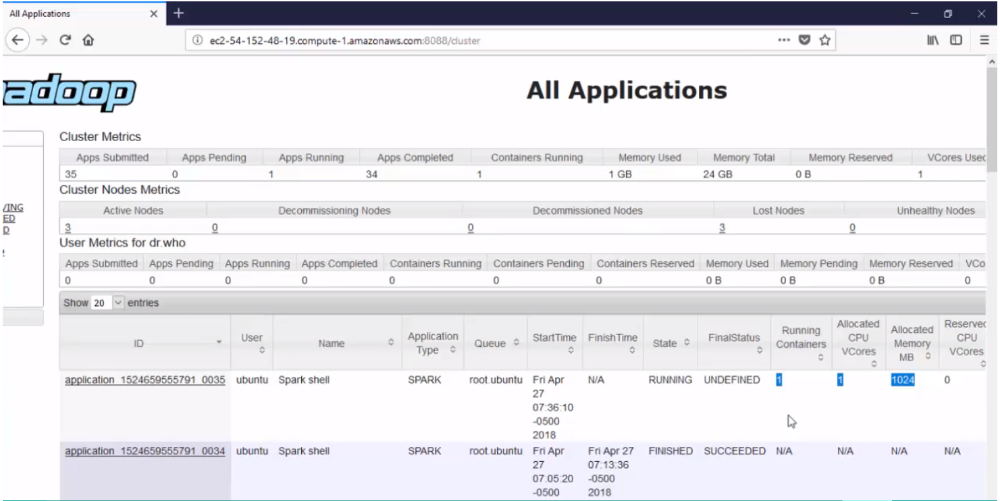 All Applications
ec2-54-152-48-19.compute-1.amazonaws.com:8088/cluster
adoop
All Applications
Cluster Metrics
Apps Submitted Apps Pending Apps Running Apps Completed Containers Running Memory Used Memory Total Memory Reserved VCores Used
35 0 1 34 1 1 GB 24 GB 0 B 1
Cluster Nodes Metrics
Active Nodes Decommissioning Nodes Decommissioned Nodes Lost Nodes Unhealthy Nodes
3 0 0 3 0
VING
ED
D
User Metrics for dr.who
Apps Submitted Apps Pending Apps Running Apps Completed Containers Running Containers Pending Containers Reserved Memory Used Memory Pending Memory Reserved VCo
0 0 0 0 0 0 0 0 B 0 B 0 B 0
Show 20 entries
ID User Name Application Type Queue StartTime FinishTime State FinalStatus Running Containers Allocated CPU VCores Allocated Memory MB Reserved CPU VCores
application_1524659555791_0035 ubuntu Spark shell SPARK root.ubuntu Fri Apr N/A RUNNING UNDEFINED 1 1 1024 0
27
07:36:10
-0500
2018
application_1524659555791_0034 ubuntu Spark shell SPARK root.ubuntu Fri Apr Fri Apr 27 FINISHED SUCCEEDED N/A N/A N/A N/A
27 07:13:36
07:05:20 -0500
-0500 2018